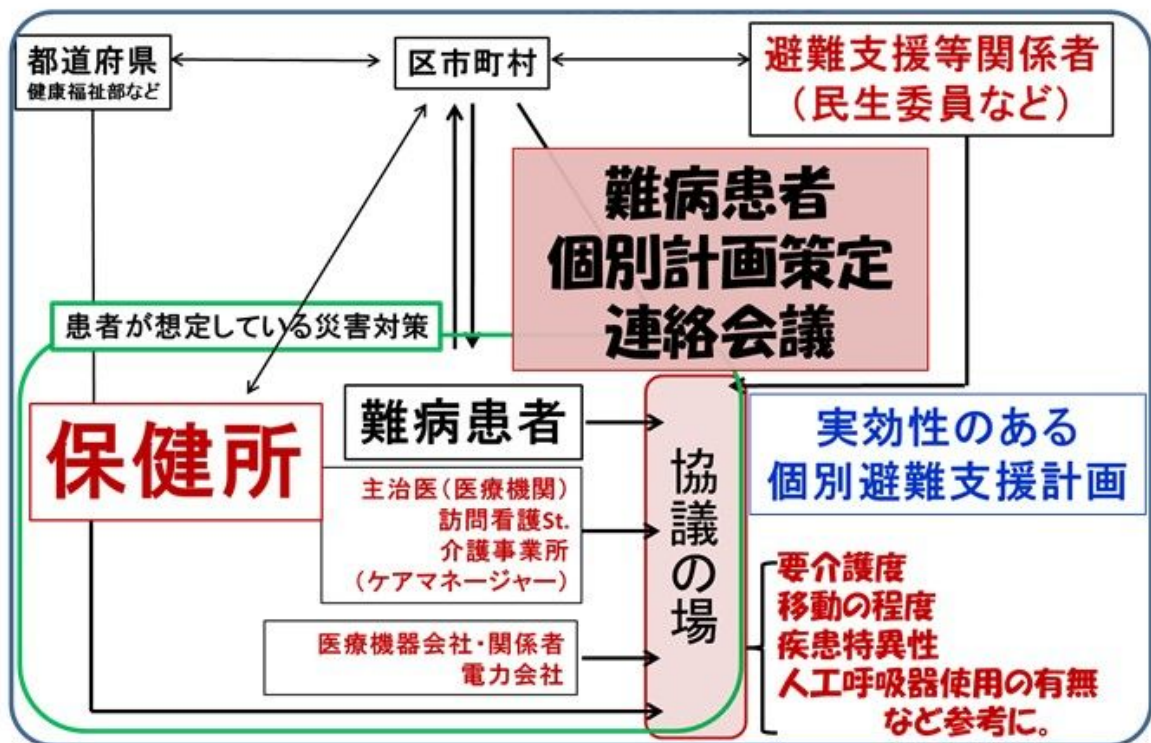 都道府県
健康福祉部など
区市町村
避難支援等関係者
（民生委員など）
難病患者
個別計画策定
連絡会議
患者が想定している災害対策
保健所
難病患者
主治医（医療機関）
訪問看護St.
介護事業所
（ケアマネージャー）
医療機器会社・関係者
電力会社
協議の場
実効性のある
個別避難支援計画
要介護度
移動の程度
疾患特異性
人工呼吸器使用の有無
など参考に。